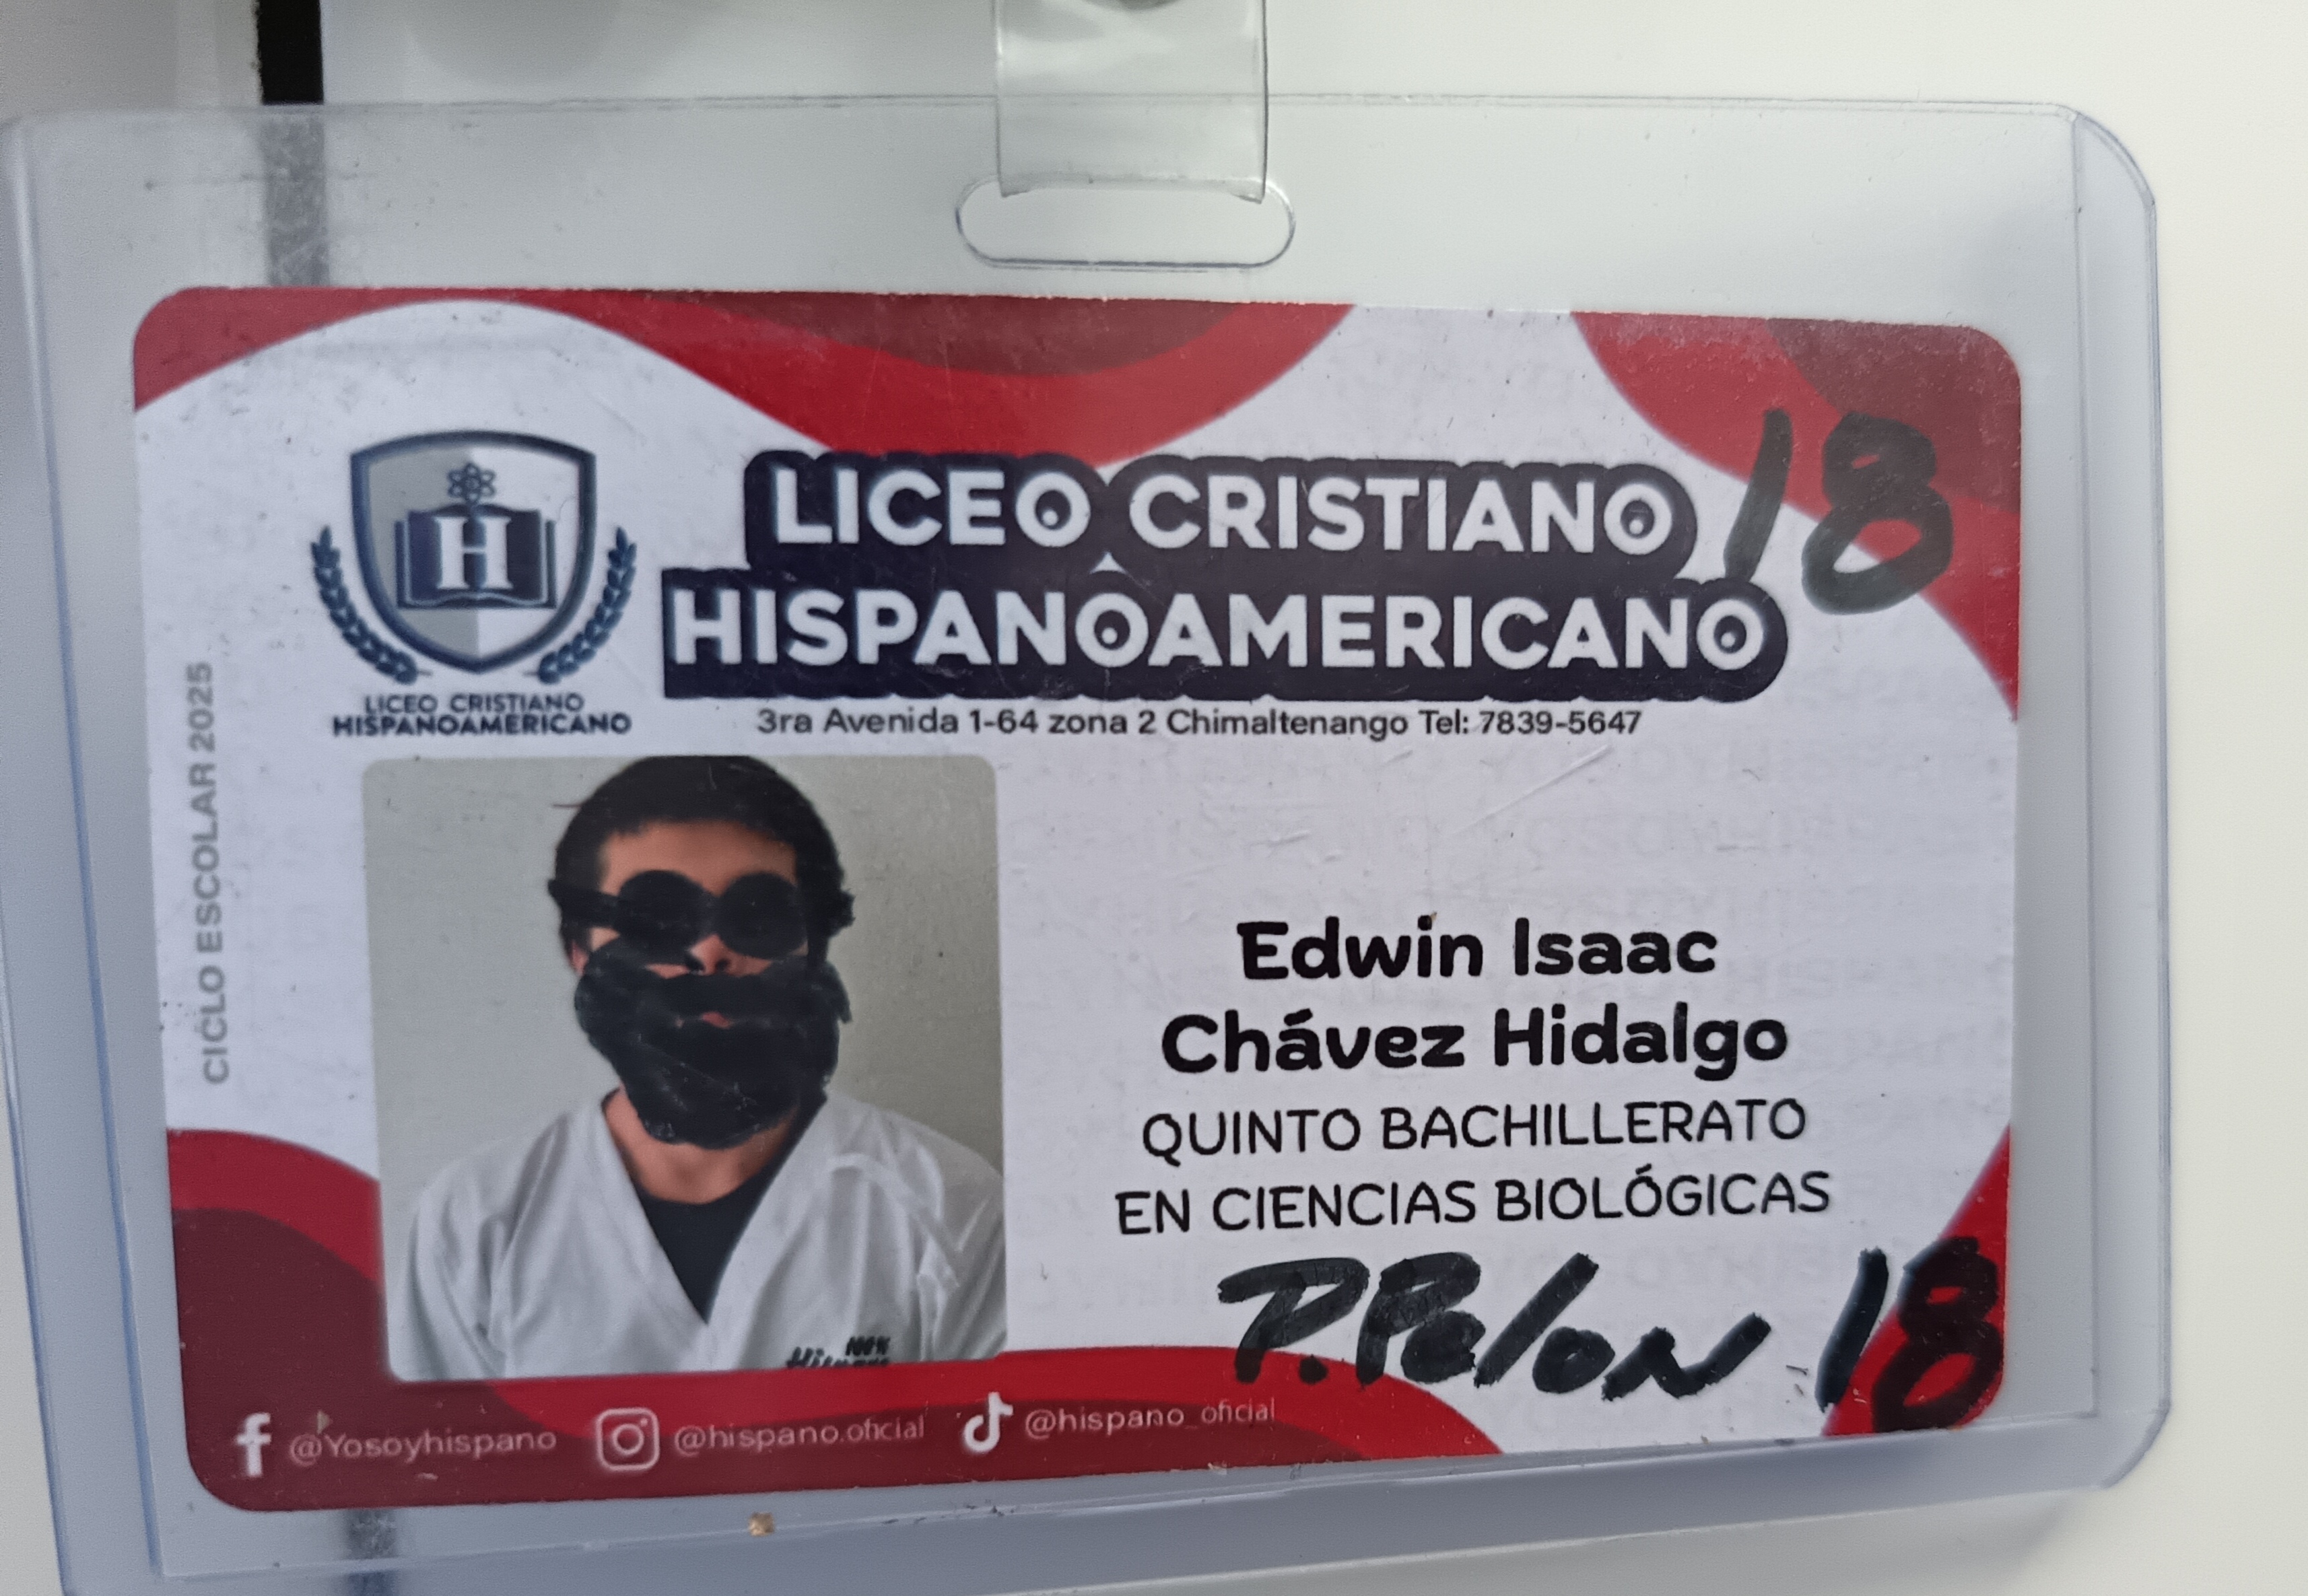 18
LICEO CRISTIANO
HISPANOAMERICANO
H
LICEO CRISTIANO
HISPANOAMERICANO
3ra Avenida 1-64 zona 2 Chimaltenango Tel: 7839-5647
CICLO ESCOLAR 2025
Edwin Isaac
Chávez Hidalgo
QUINTO BACHILLERATO
EN CIENCIAS BIOLÓGICAS
P.Pelon 18
100%
@Yosoyhispano @hispano.oficial @hispano_oficial